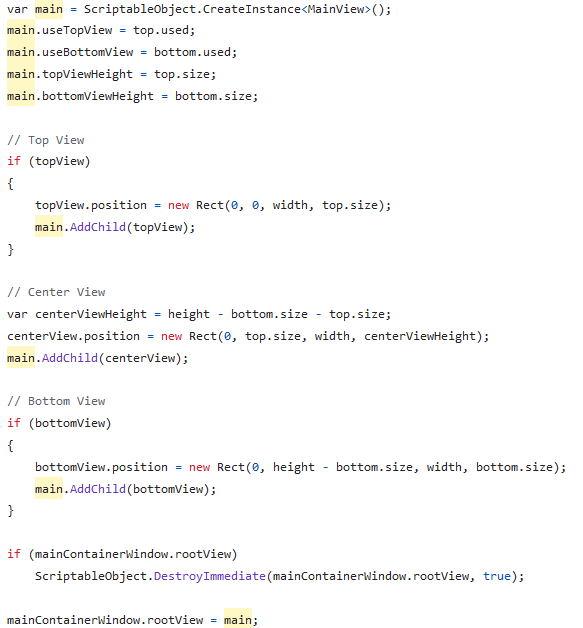 var main = ScriptableObject.CreateInstance<MainView>();
main.useTopView = top.used;
main.useBottomView = bottom.used;
main.topViewHeight = top.size;
main.bottomViewHeight = bottom.size;

// Top View
if (topView)
{
    topView.position = new Rect(0, 0, width, top.size);
    main.AddChild(topView);
}

// Center View
var centerViewHeight = height - bottom.size - top.size;
centerView.position = new Rect(0, top.size, width, centerViewHeight);
main.AddChild(centerView);

// Bottom View
if (bottomView)
{
    bottomView.position = new Rect(0, height - bottom.size, width, bottom.size);
    main.AddChild(bottomView);
}

if (mainContainerWindow.rootView)
    ScriptableObject.DestroyImmediate(mainContainerWindow.rootView, true);

mainContainerWindow.rootView = main;